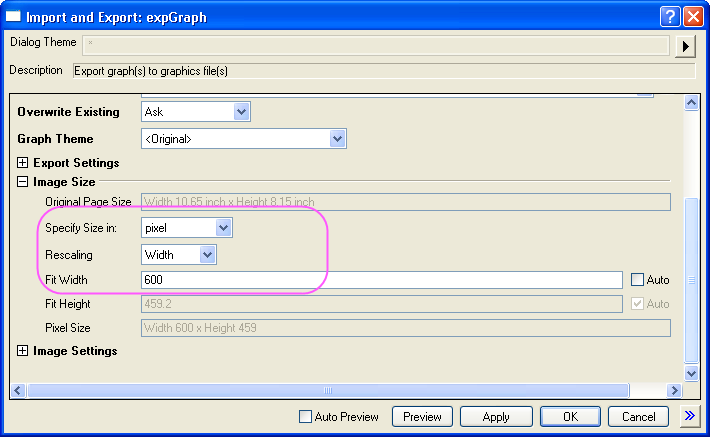 Import and Export: expGraph
Dialog Theme *
Description Export graph(s) to graphics file(s)
Overwrite Existing Ask
Graph Theme <Original>
Export Settings
Image Size
Original Page Size Width 10.65 inch x Height 8.15 inch
Specify Size in: pixel
Rescaling Width
Fit Width 600 Auto
Fit Height 459.2 Auto
Pixel Size Width 600 x Height 459
Image Settings
Auto Preview Preview Apply OK Cancel